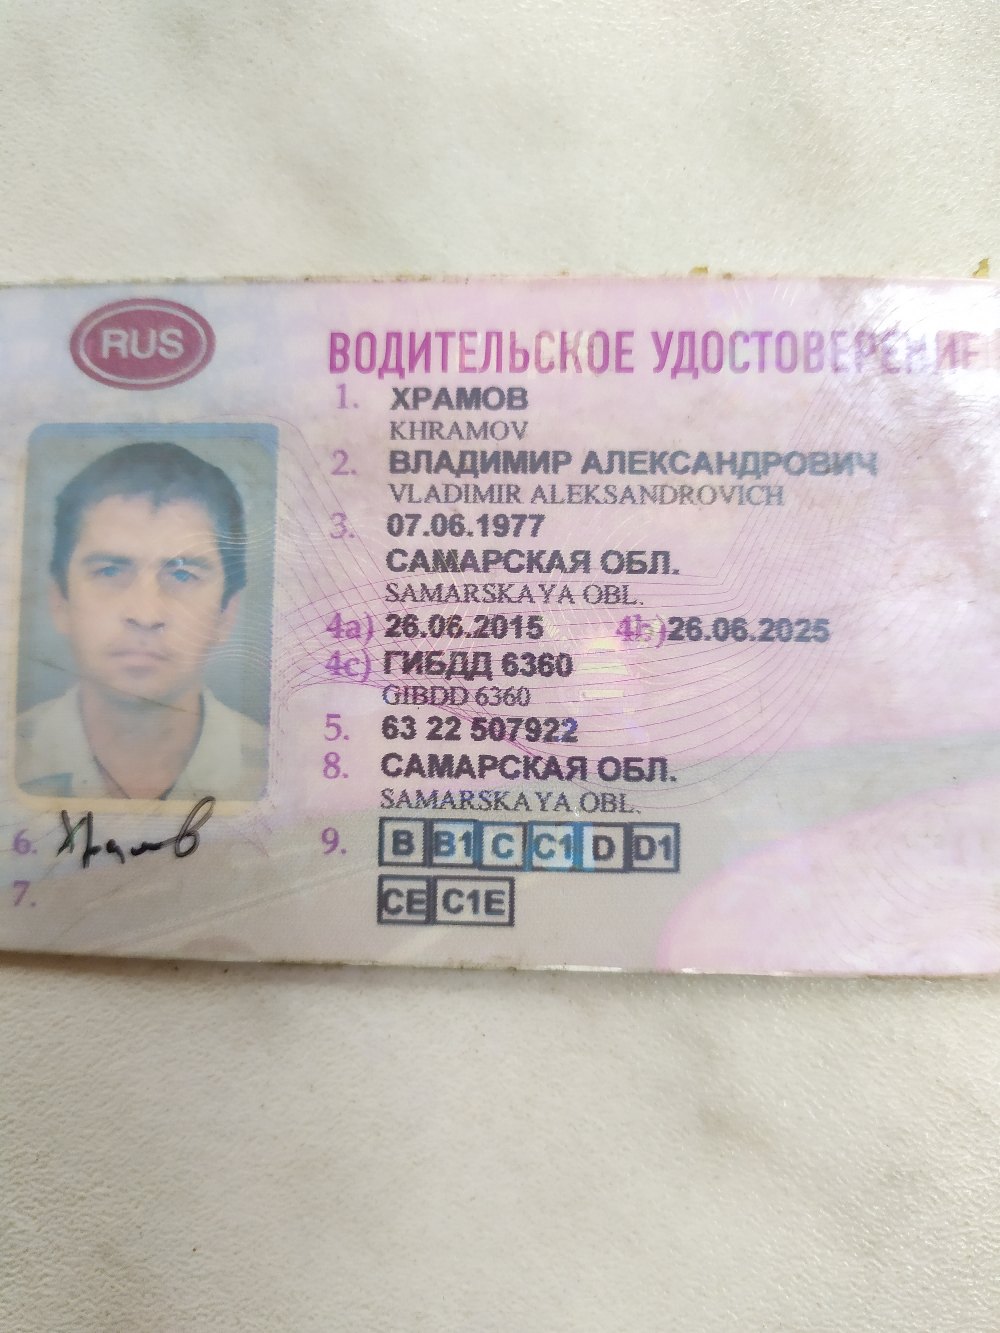 RUS
ВОДИТЕЛЬСКОЕ УДОСТОВЕРЕНИЕ
1. ХРАМОВ
KHRAMOV
2. ВЛАДИМИР АЛЕКСАНДРОВИЧ
VLADIMIR ALEKSANDROVICH
3. 07.06.1977
САМАРСКАЯ ОБЛ.
SAMARSKAYA OBL.
4a) 26.06.2015 4b) 26.06.2025
4c) ГИБДД 6360
GIBDD 6360
5. 63 22 507922
8. САМАРСКАЯ ОБЛ.
SAMARSKAYA OBL.
6. Храмов
9. B B1 C C1 D D1
7.
CE C1E